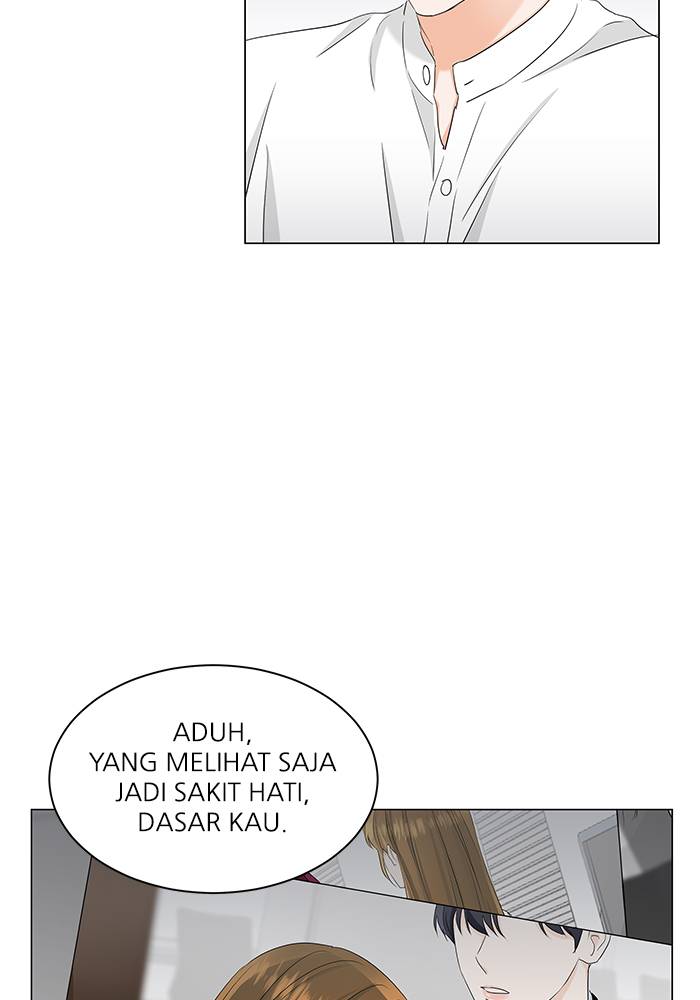 ADUH,
YANG MELIHAT SAJA
JADI SAKIT HATI,
DASAR KAU.